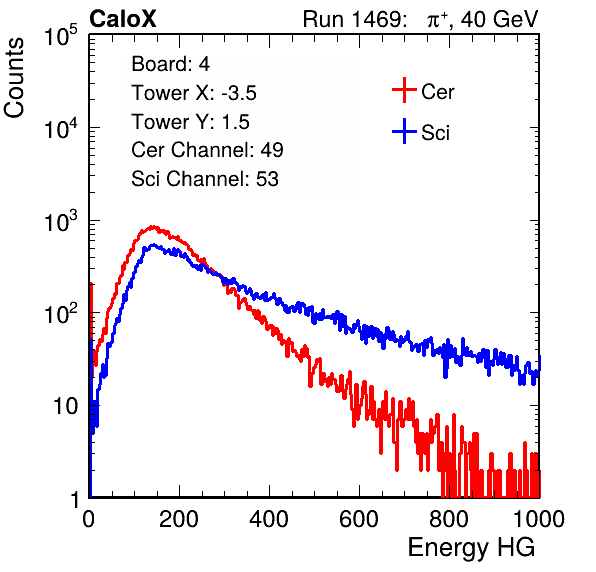 CaloX Run 1469: π⁺, 40 GeV
Counts
10⁵
10⁴
10³
10²
10
1
Board: 4
Tower X: -3.5
Tower Y: 1.5
Cer Channel: 49
Sci Channel: 53
Cer
Sci
0 200 400 600 800 1000
Energy HG